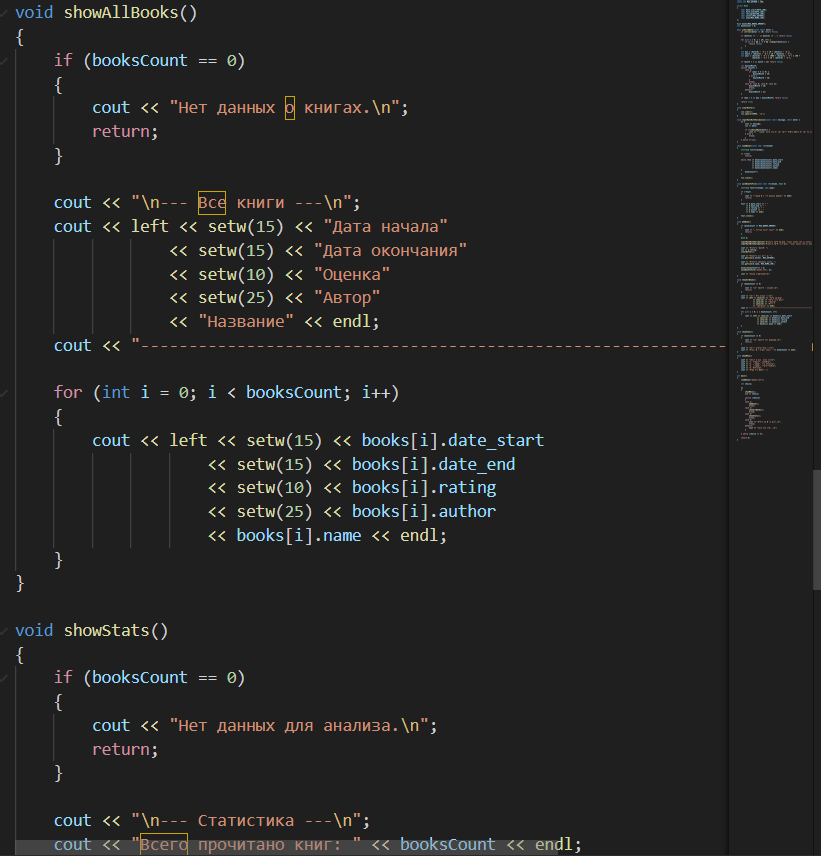 void showAllBooks()
{
    if (booksCount == 0)
    {
        cout << "Нет данных о книгах.\n";
        return;
    }

    cout << "\n--- Все книги ---\n";
    cout << left << setw(15) << "Дата начала"
                << setw(15) << "Дата окончания"
                << setw(10) << "Оценка"
                << setw(25) << "Автор"
                << "Название" << endl;
    cout << "-------------------------------------------------------------

    for (int i = 0; i < booksCount; i++)
    {
        cout << left << setw(15) << books[i].date_start
                    << setw(15) << books[i].date_end
                    << setw(10) << books[i].rating
                    << setw(25) << books[i].author
                    << books[i].name << endl;
    }
}

void showStats()
{
    if (booksCount == 0)
    {
        cout << "Нет данных для анализа.\n";
        return;
    }

    cout << "\n--- Статистика ---\n";
    cout << "Всего прочитано книг: " << booksCount << endl;